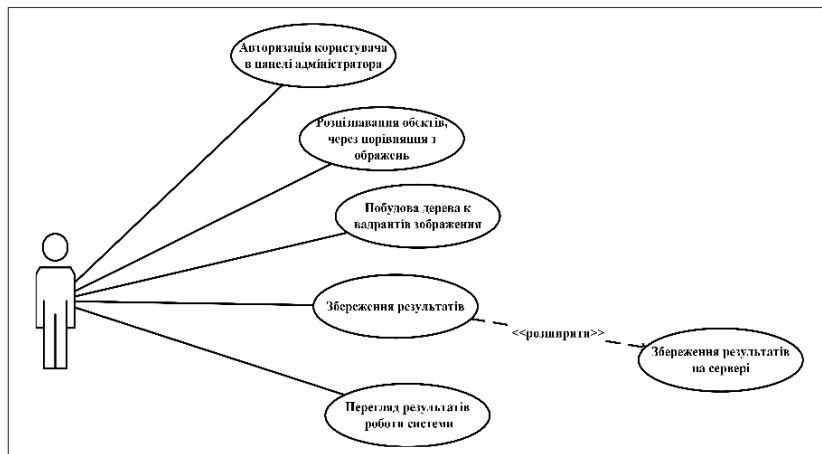 Авторизація користувача
в панелі адміністратора
Розпізнавання обєктів,
через порівняння з
ображень
Побудова дерева к
вадрантів зображення
Збереження результатів
<<розширити>>
Збереження результатів
на сервері
Перегляд результатів
роботи системи